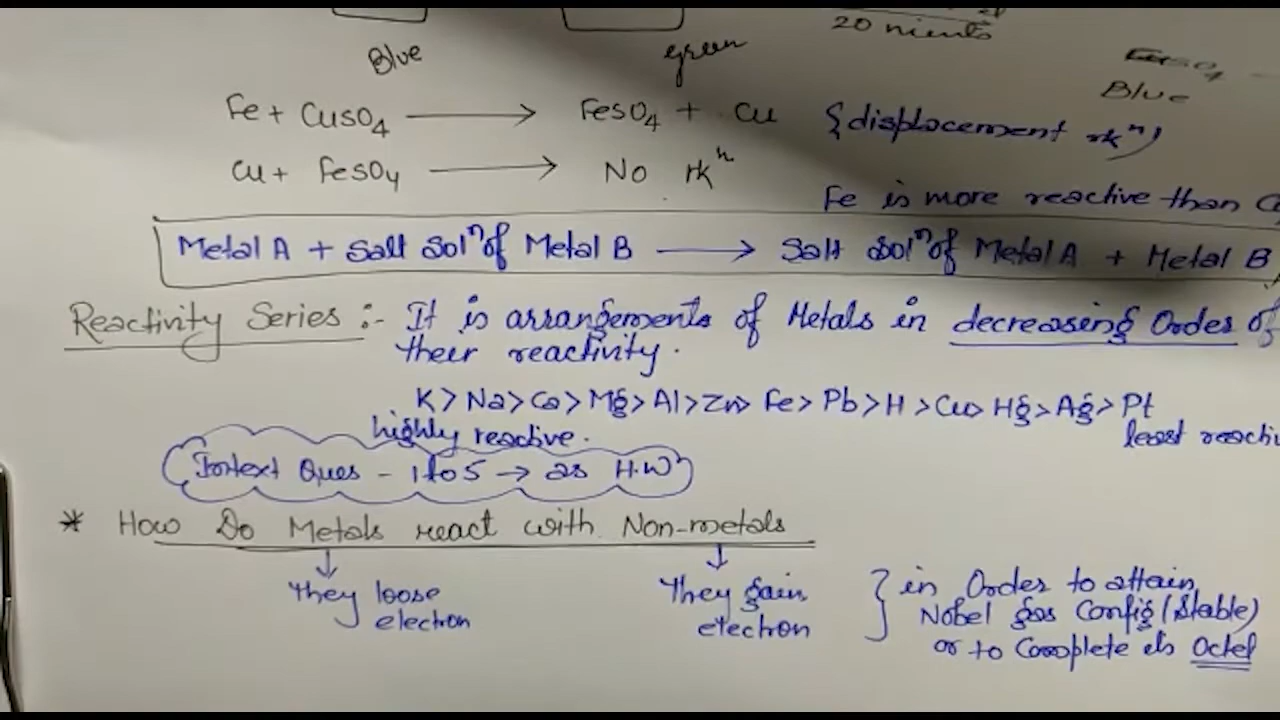 20 nients
Blue
green
Blue
Fe + CusO4 → FesO4 + Cu {displacement rkⁿ}
Cu + FesO4 → No rkⁿ
Fe is more reactive than
Metal A + Salt Solⁿ of Metal B → Salt Solⁿ of Metal A + Metal B
Reactivity Series :- It is arrangements of Metals in decreasing Order of
their reactivity.
K > Na > Ca > Mg > Al > Zn > Fe > Pb > H > Cu > Hg > Ag > Pt
highly reactive.
least reacti
Intext Ques - 1 to 5 → as H.W
* How Do Metals react with Non-metals
They loose
electron
They gain
electron
} in Order to attain
Nobel gas Config (Stable)
or to Complete its Octet